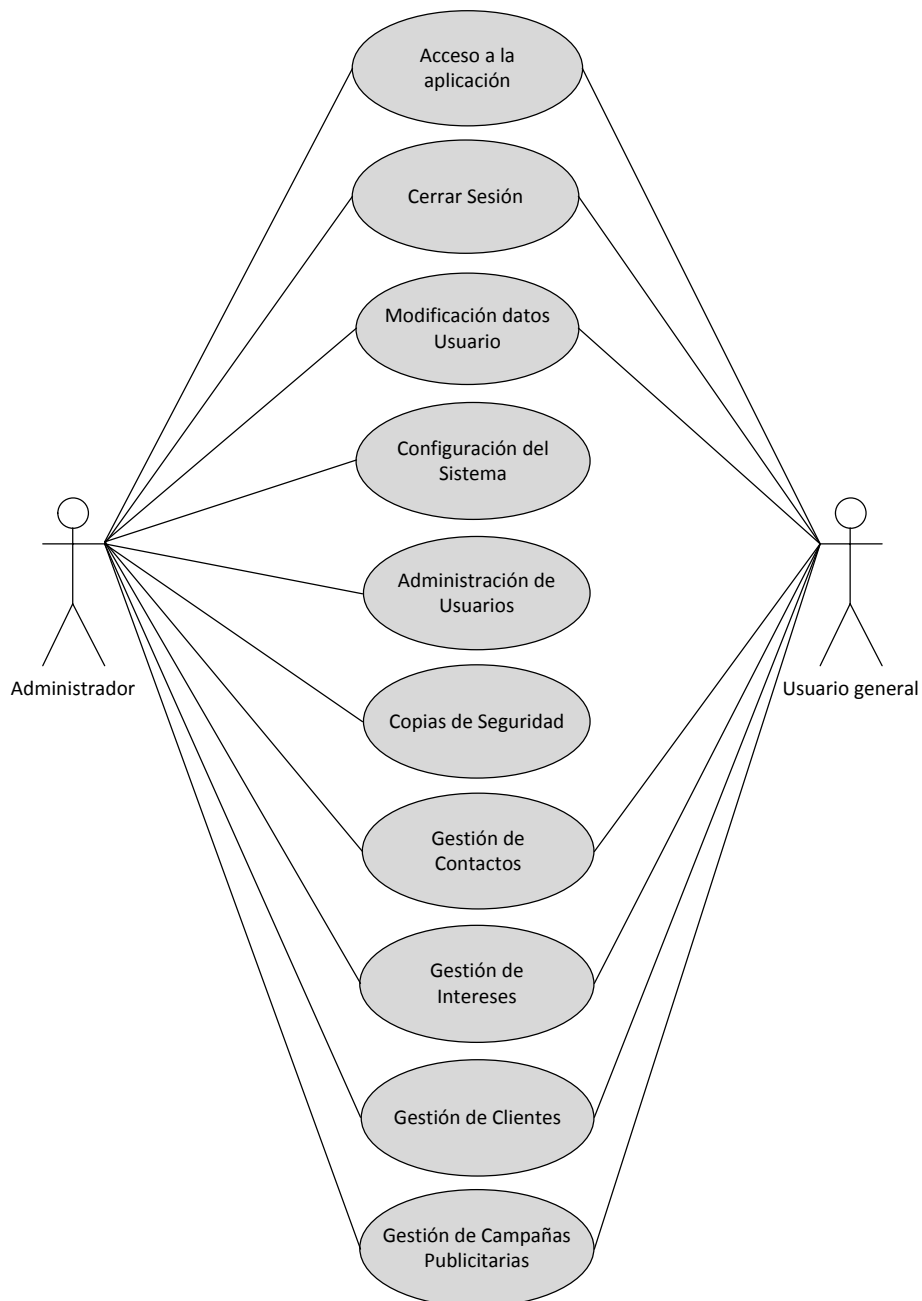 Acceso a la
aplicación
Cerrar Sesión
Modificación datos
Usuario
Configuración del
Sistema
Administración de
Usuarios
Administrador
Usuario general
Copias de Seguridad
Gestión de
Contactos
Gestión de
Intereses
Gestión de Clientes
Gestión de Campañas
Publicitarias